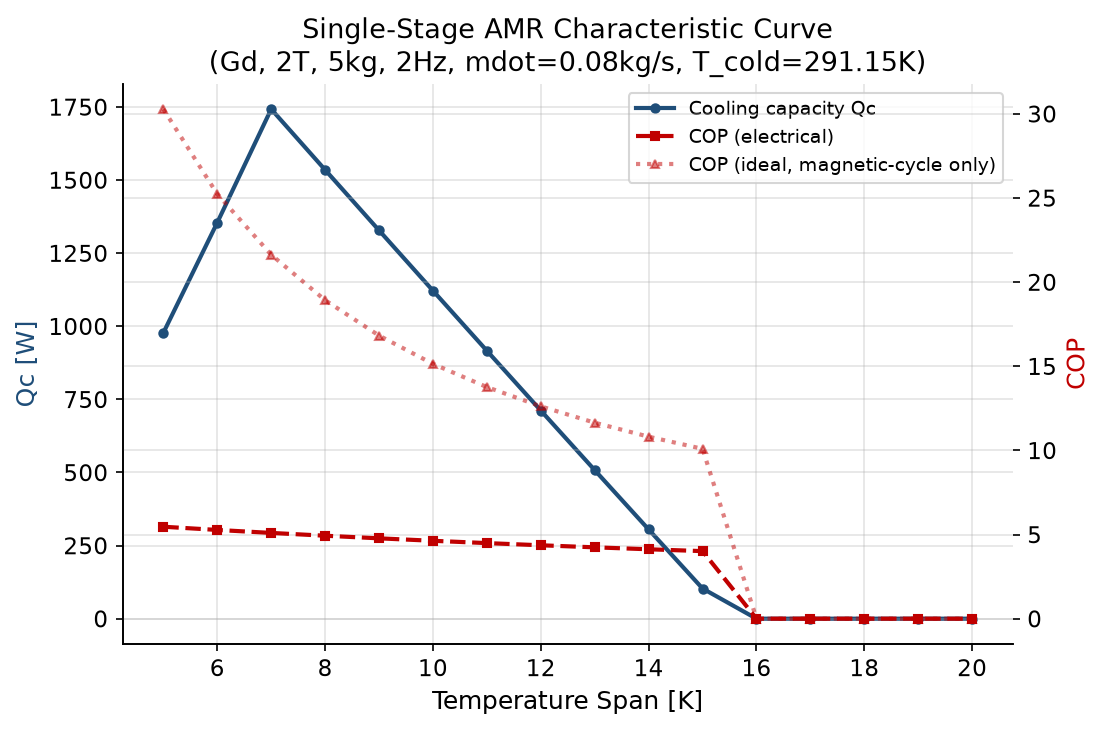 Single-Stage AMR Characteristic Curve
(Gd, 2T, 5kg, 2Hz, mdot=0.08kg/s, T_cold=291.15K)
Cooling capacity Qc
COP (electrical)
COP (ideal, magnetic-cycle only)
Qc [W]
1750
1500
1250
1000
750
500
250
0
30
25
20
15
10
5
0
COP
6 8 10 12 14 16 18 20
Temperature Span [K]